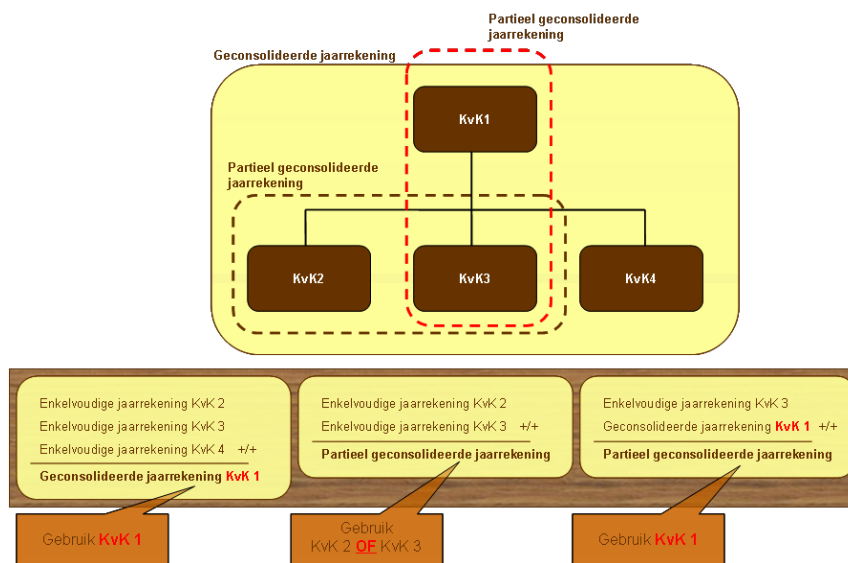 Partieel geconsolideerde
jaarrekening
Geconsolideerde jaarrekening
KvK1
Partieel geconsolideerde
jaarrekening
KvK2
KvK3
KvK4
Enkelvoudige jaarrekening KvK 2
Enkelvoudige jaarrekening KvK 3
Enkelvoudige jaarrekening KvK 4 +/+
Geconsolideerde jaarrekening KvK 1
Enkelvoudige jaarrekening KvK 2
Enkelvoudige jaarrekening KvK 3 +/+
Partieel geconsolideerde jaarrekening
Enkelvoudige jaarrekening KvK 3
Geconsolideerde jaarrekening KvK 1 +/+
Partieel geconsolideerde jaarrekening
Gebruik KvK 1
Gebruik
KvK 2 OF KvK 3
Gebruik KvK 1